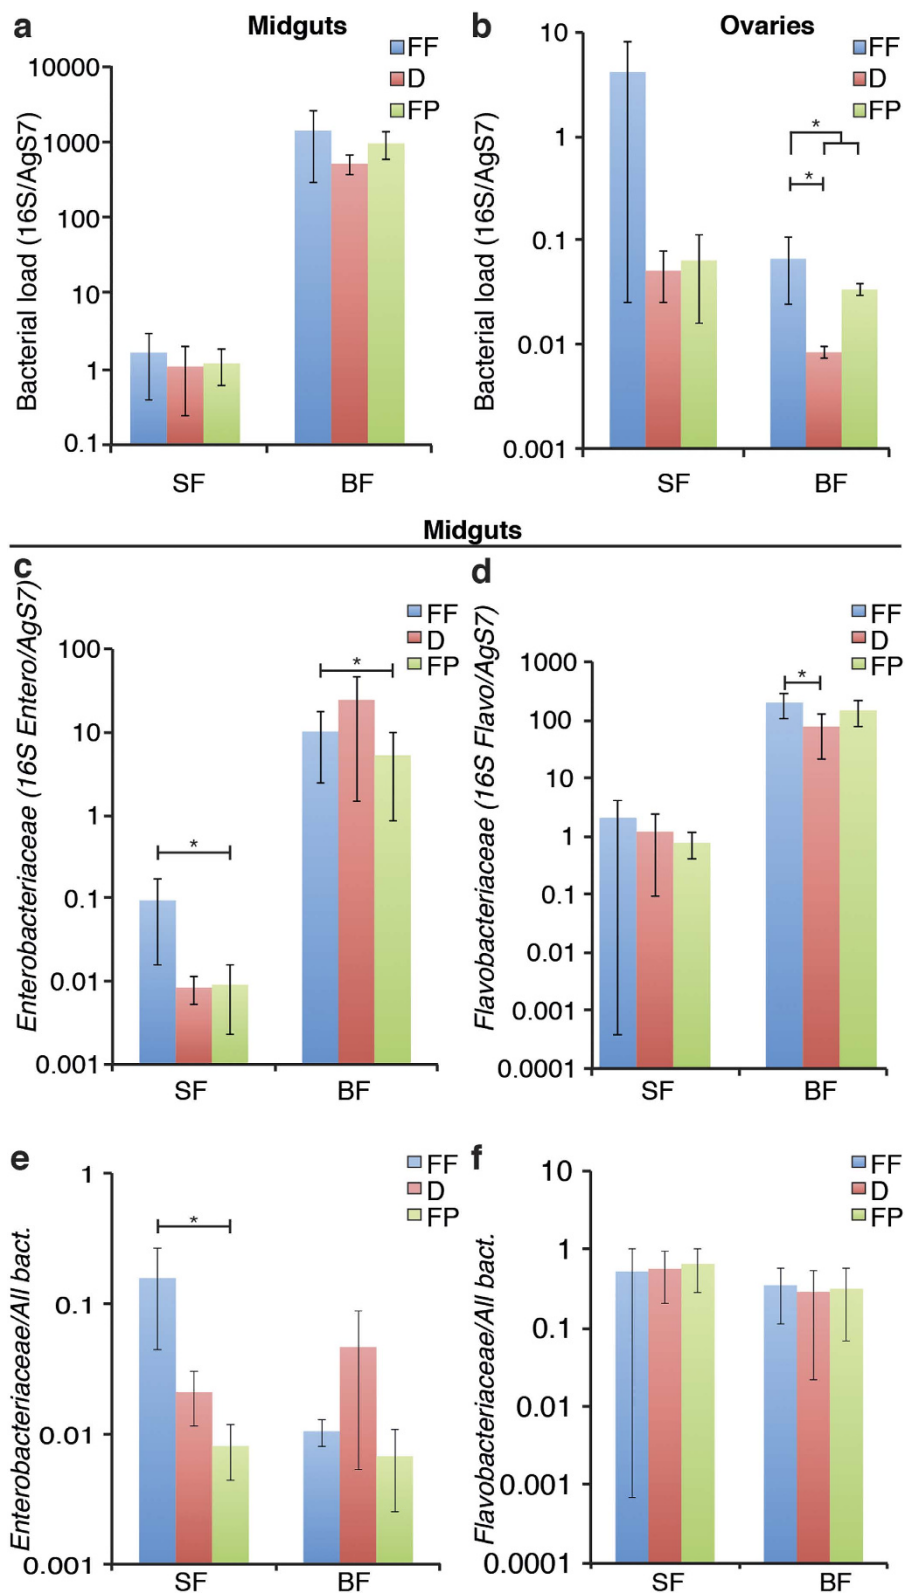 a
Midguts
FF
D
FP
Bacterial load (16S/AgS7)
10000
1000
100
10
1
0.1
SF
BF
b
Ovaries
FF
D
FP
Bacterial load (16S/AgS7)
10
1
0.1
0.01
0.001
*
*
SF
BF
Midguts
c
FF
D
FP
Enterobacteriaceae (16S Entero/AgS7)
100
10
1
0.1
0.01
0.001
*
*
SF
BF
d
FF
D
FP
Flavobacteriaceae (16S Flavo/AgS7)
1000
100
10
1
0.1
0.01
0.001
0.0001
*
SF
BF
e
FF
D
FP
Enterobacteriaceae/All bact.
1
0.1
0.01
0.001
*
SF
BF
f
FF
D
FP
Flavobacteriaceae/All bact.
10
1
0.1
0.01
0.001
0.0001
SF
BF